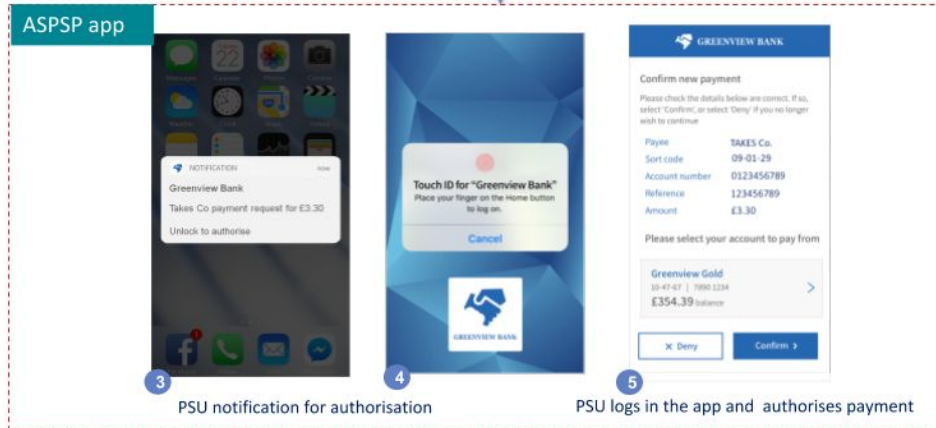 ASPSP app
22
NOTIFICATION
now
Greenview Bank
Takes Co payment request for £3.30
Unlock to authorise
1
3
PSU notification for authorisation
Touch ID for “Greenview Bank”
Place your finger on the Home button
to log on.
Cancel
GREENVIEW BANK
4
GREENVIEW BANK
Confirm new payment
Please check the details below are correct. If so,
select 'Confirm', or select 'Deny' if you no longer
wish to continue
Payee TAKES Co.
Sort code 09-01-29
Account number 0123456789
Reference 123456789
Amount £3.30
Please select your account to pay from
Greenview Gold
10-47-67 | 7890 1234
£354.39 balance
X Deny
Confirm >
5
PSU logs in the app and authorises payment